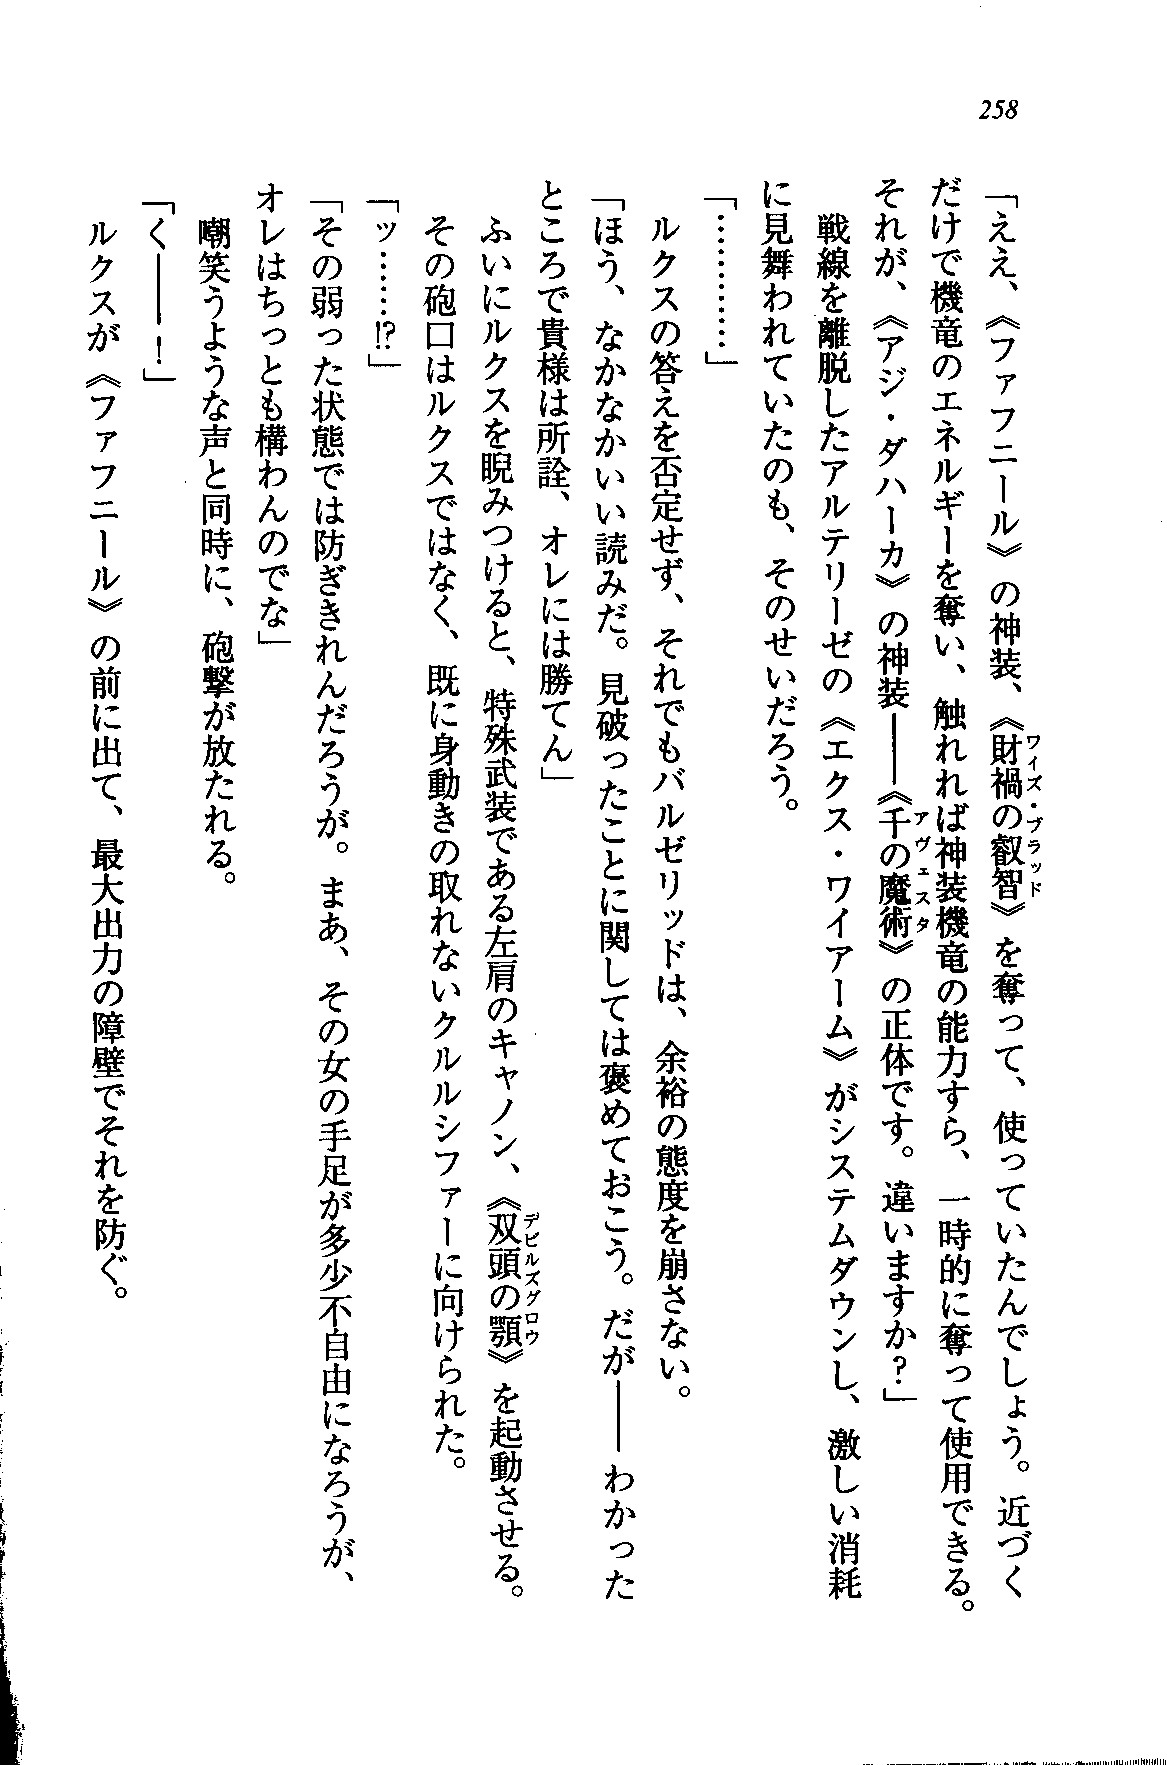 258
「ええ、《ファフニール》の神装、《財禍の叡智》を奪って、使っていたんでしょう。近づく
ワイズ・ブラッド
だけで機竜のエネルギーを奪い、触れれば神装機竜の能力すら、一時的に奪って使用できる。
それが、《アジ・ダハーカ》の神装――《千の魔術》の正体です。違いますか？」
アヴェスタ
　戦線を離脱したアルテリーゼの《エクス・ワイアーム》がシステムダウンし、激しい消耗
に見舞われていたのも、そのせいだろう。
「…………」
　ルクスの答えを否定せず、それでもバルゼリッドは、余裕の態度を崩さない。
「ほう、なかなかいい読みだ。見破ったことに関しては褒めておこう。だが――わかった
ところで貴様は所詮、オレには勝てん」
　ふいにルクスを睨みつけると、特殊武装である左肩のキャノン、《双頭の顎》を起動させる。
デビルズグロウ
　その砲口はルクスではなく、既に身動きの取れないクルルシファーに向けられた。
「ッ……!?」
「その弱った状態では防ぎきれんだろうが。まあ、その女の手足が多少不自由になろうが、
オレはちっとも構わんのでな」
　嘲笑うような声と同時に、砲撃が放たれる。
「く――！」
　ルクスが《ファフニール》の前に出て、最大出力の障壁でそれを防ぐ。